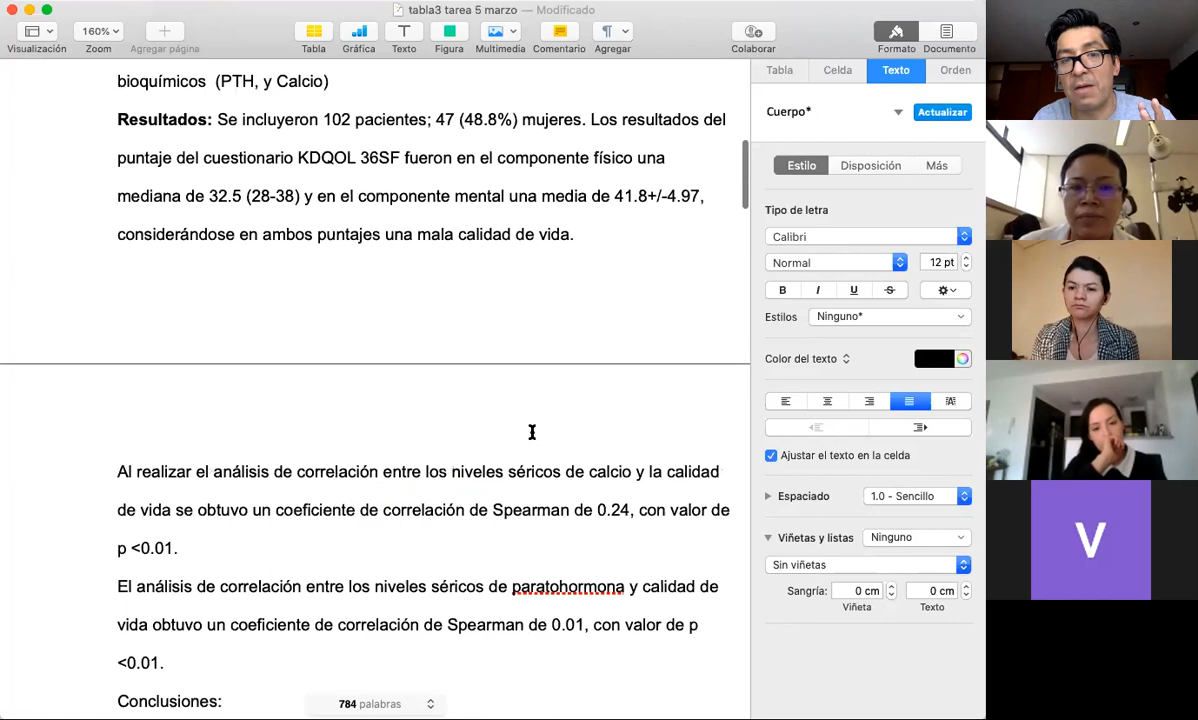 tabla3 tarea 5 marzo — Modificado
160%
Visualización Zoom Agregar página Tabla Gráfica Texto Figura Multimedia Comentario Agregar Colaborar Formato Documento
Tabla Celda Texto Orden
bioquímicos (PTH, y Calcio)
Resultados: Se incluyeron 102 pacientes; 47 (48.8%) mujeres. Los resultados del
puntaje del cuestionario KDQOL 36SF fueron en el componente físico una
mediana de 32.5 (28-38) y en el componente mental una media de 41.8+/-4.97,
considerándose en ambos puntajes una mala calidad de vida.
Al realizar el análisis de correlación entre los niveles séricos de calcio y la calidad
de vida se obtuvo un coeficiente de correlación de Spearman de 0.24, con valor de
p <0.01.
El análisis de correlación entre los niveles séricos de paratohormona y calidad de
vida obtuvo un coeficiente de correlación de Spearman de 0.01, con valor de p
<0.01.
Conclusiones:
784 palabras
Cuerpo*
Actualizar
Estilo Disposición Más
Tipo de letra
Calibri
Normal 12 pt
B I U S
Estilos Ninguno*
Color del texto
Ajustar el texto en la celda
Espaciado 1.0 - Sencillo
Viñetas y listas Ninguno
Sin viñetas
Sangría: 0 cm 0 cm
Viñeta Texto
V